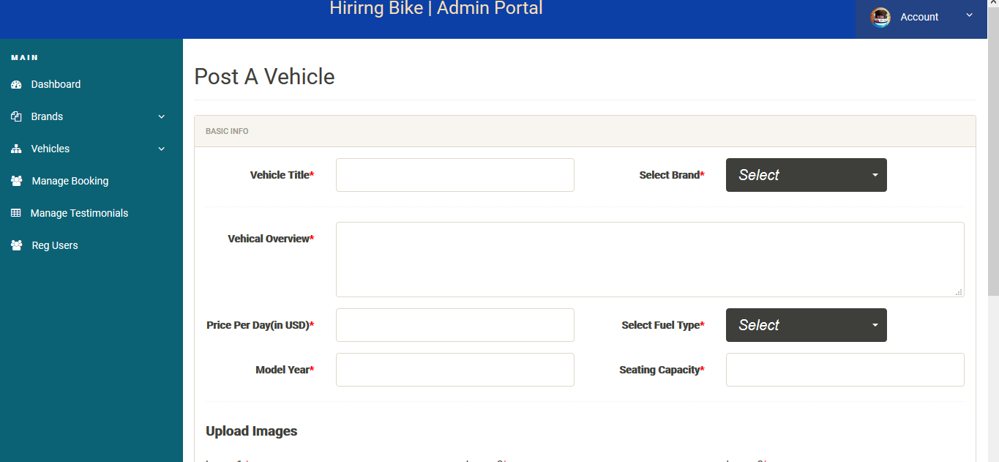 Hirirng Bike | Admin Portal
Account
MAIN
Dashboard
Brands
Vehicles
Manage Booking
Manage Testimonials
Reg Users
Post A Vehicle
BASIC INFO
Vehicle Title*
Select Brand*
Select
Vehical Overview*
Price Per Day(in USD)*
Select Fuel Type*
Select
Model Year*
Seating Capacity*
Upload Images